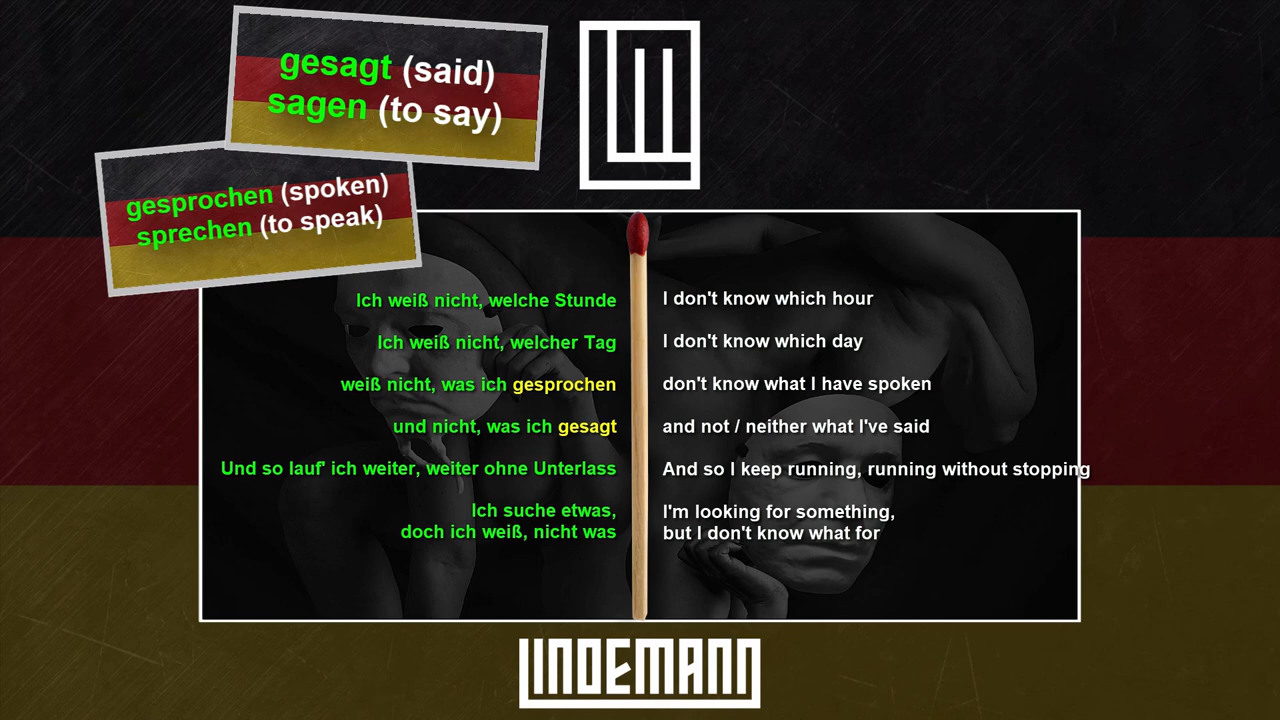 gesagt (said)
sagen (to say)
gesprochen (spoken)
sprechen (to speak)
Ich weiß nicht, welche Stunde
I don't know which hour
Ich weiß nicht, welcher Tag
I don't know which day
weiß nicht, was ich gesprochen
don't know what I have spoken
und nicht, was ich gesagt
and not / neither what I've said
Und so lauf' ich weiter, weiter ohne Unterlass
And so I keep running, running without stopping
Ich suche etwas,
doch ich weiß, nicht was
I'm looking for something,
but I don't know what for
LINDEMANN